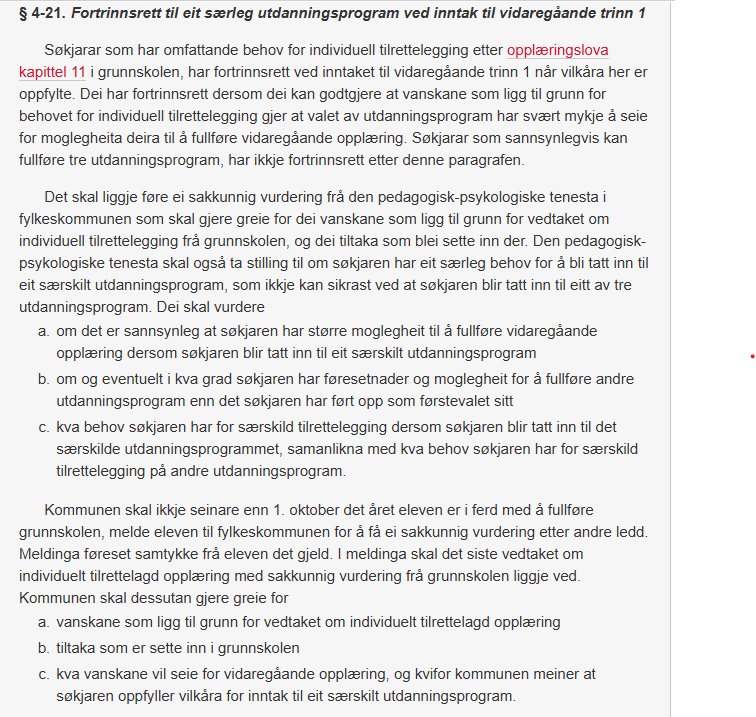 § 4-21. Fortrinnsrett til eit særleg utdanningsprogram ved inntak til vidaregåande trinn 1
Søkjarar som har omfattande behov for individuell tilrettelegging etter opplæringslova
kapittel 11 i grunnskolen, har fortrinnsrett ved inntaket til vidaregåande trinn 1 når vilkåra her er
oppfylte. Dei har fortrinnsrett dersom dei kan godtgjere at vanskane som ligg til grunn for
behovet for individuell tilrettelegging gjer at valet av utdanningsprogram har svært mykje å seie
for moglegheita deira til å fullføre vidaregåande opplæring. Søkjarar som sannsynlegvis kan
fullføre tre utdanningsprogram, har ikkje fortrinnsrett etter denne paragrafen.
Det skal liggje føre ei sakkunnig vurdering frå den pedagogisk-psykologiske tenesta i
fylkeskommunen som skal gjere greie for dei vanskane som ligg til grunn for vedtaket om
individuell tilrettelegging frå grunnskolen, og dei tiltaka som blei sette inn der. Den pedagogisk-
psykologiske tenesta skal også ta stilling til om søkjaren har eit særleg behov for å bli tatt inn til
eit særskilt utdanningsprogram, som ikkje kan sikrast ved at søkjaren blir tatt inn til eitt av tre
utdanningsprogram. Dei skal vurdere
a. om det er sannsynleg at søkjaren har større moglegheit til å fullføre vidaregåande
opplæring dersom søkjaren blir tatt inn til eit særskilt utdanningsprogram
b. om og eventuelt i kva grad søkjaren har føresetnader og moglegheit for å fullføre andre
utdanningsprogram enn det søkjaren har ført opp som førstevalet sitt
c. kva behov søkjaren har for særskild tilrettelegging dersom søkjaren blir tatt inn til det
særskilde utdanningsprogrammet, samanlikna med kva behov søkjaren har for særskild
tilrettelegging på andre utdanningsprogram.
Kommunen skal ikkje seinare enn 1. oktober det året eleven er i ferd med å fullføre
grunnskolen, melde eleven til fylkeskommunen for å få ei sakkunnig vurdering etter andre ledd.
Meldinga føreset samtykke frå eleven det gjeld. I meldinga skal det siste vedtaket om
individuelt tilrettelagd opplæring med sakkunnig vurdering frå grunnskolen liggje ved.
Kommunen skal dessutan gjere greie for
a. vanskane som ligg til grunn for vedtaket om individuelt tilrettelagd opplæring
b. tiltaka som er sette inn i grunnskolen
c. kva vanskane vil seie for vidaregåande opplæring, og kvifor kommunen meiner at
søkjaren oppfyller vilkåra for inntak til eit særskilt utdanningsprogram.